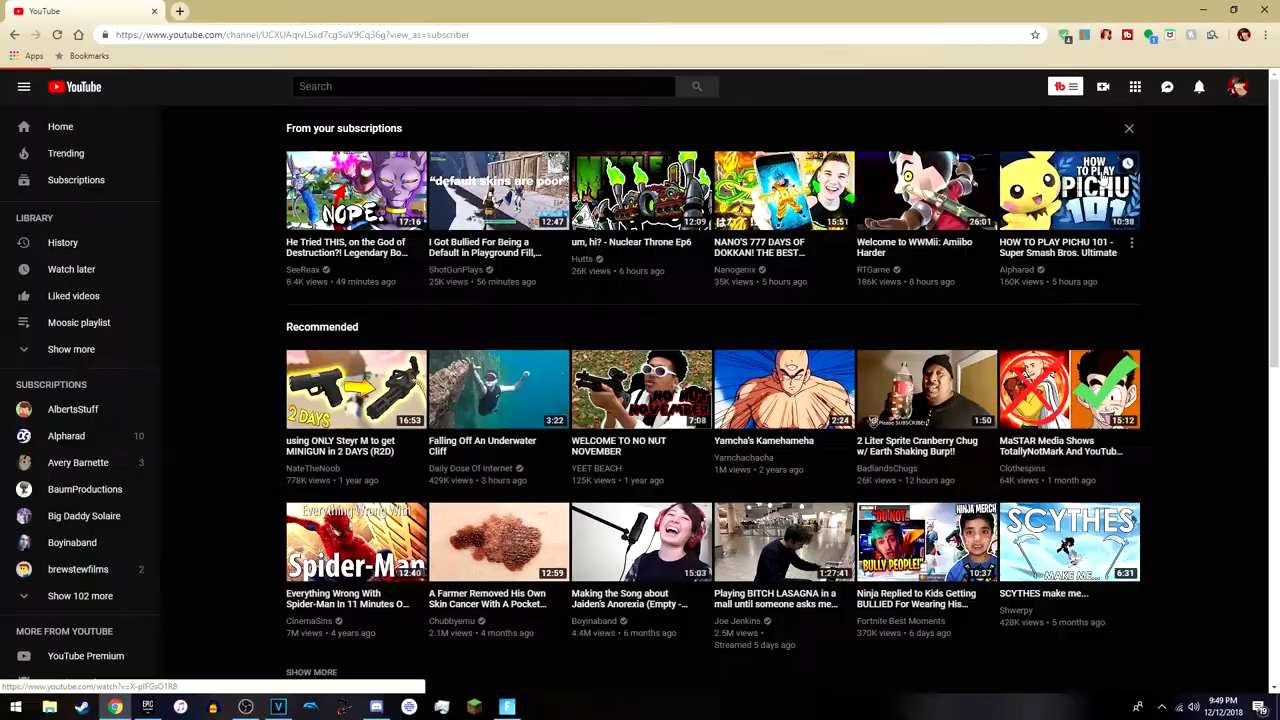 YouTube
https://www.youtube.com/channel/UCXUAqivLSxd7cgSuV9Cq36g?view_as=subscriber
Apps
Bookmarks
YouTube
Search
Home
Trending
Subscriptions
LIBRARY
History
Watch later
Liked videos
Moosic playlist
Show more
SUBSCRIPTIONS
AlbertsStuff
Alpharad 10
Avery Barnette 3
BaumProductions
Big Daddy Solaire
Boyinaband
brewstewfilms 2
Show 102 more
MORE FROM YOUTUBE
YouTube Premium
From your subscriptions
NOPE.
17:16
He Tried THIS, on the God of
Destruction?! Legendary Bo...
SeeReax
8.4K views • 49 minutes ago
"default skins are poor"
12:47
I Got Bullied For Being a
Default in Playground Fill,...
ShotGunPlays
25K views • 56 minutes ago
12:09
um, hi? - Nuclear Throne Ep6
Hutts
26K views • 6 hours ago
15:51
NANO'S 777 DAYS OF
DOKKAN! THE BEST...
Nanogenix
35K views • 5 hours ago
26:01
Welcome to WWMii: Amiibo
Harder
RTGame
186K views • 8 hours ago
HOW
TO PLAY
PICHU
101
10:38
HOW TO PLAY PICHU 101 -
Super Smash Bros. Ultimate
Alpharad
160K views • 5 hours ago
Recommended
2 DAYS
16:53
using ONLY Steyr M to get
MINIGUN in 2 DAYS (R2D)
NateTheNoob
778K views • 1 year ago
3:22
Falling Off An Underwater
Cliff
Daily Dose Of Internet
429K views • 3 hours ago
NO NUT
NOVEMBER
7:08
WELCOME TO NO NUT
NOVEMBER
YEET BEACH
125K views • 1 year ago
2:24
Yamcha's Kamehameha
Yamchachacha
1M views • 2 years ago
Please SUBSCRIBE!
1:50
2 Liter Sprite Cranberry Chug
w/ Earth Shaking Burp!!
BadlandsChugs
26K views • 12 hours ago
15:12
MaSTAR Media Shows
TotallyNotMark And YouTub...
Clothespins
64K views • 1 month ago
Everything Wrong With
Spider-Man
12:40
Everything Wrong With
Spider-Man In 11 Minutes O...
CinemaSins
7M views • 4 years ago
12:59
A Farmer Removed His Own
Skin Cancer With A Pocket...
Chubbyemu
2.1M views • 4 months ago
15:03
Making the Song about
Jaiden's Anorexia (Empty -...
Boyinaband
4.4M views • 6 months ago
1:27:41
Playing BITCH LASAGNA in a
mall until someone asks me...
Joe Jenkins
2.5M views •
Streamed 5 days ago
DO NOT
BULLY PEOPLE!
NINJA MERCH
10:37
Ninja Replied to Kids Getting
BULLIED For Wearing His...
Fortnite Best Moments
370K views • 6 days ago
SCYTHES
MAKE ME...
6:31
SCYTHES make me...
Shwerpy
428K views • 5 months ago
SHOW MORE
https://www.youtube.com/watch?v=X-pIFGsO1R8
9:49 PM
12/12/2018